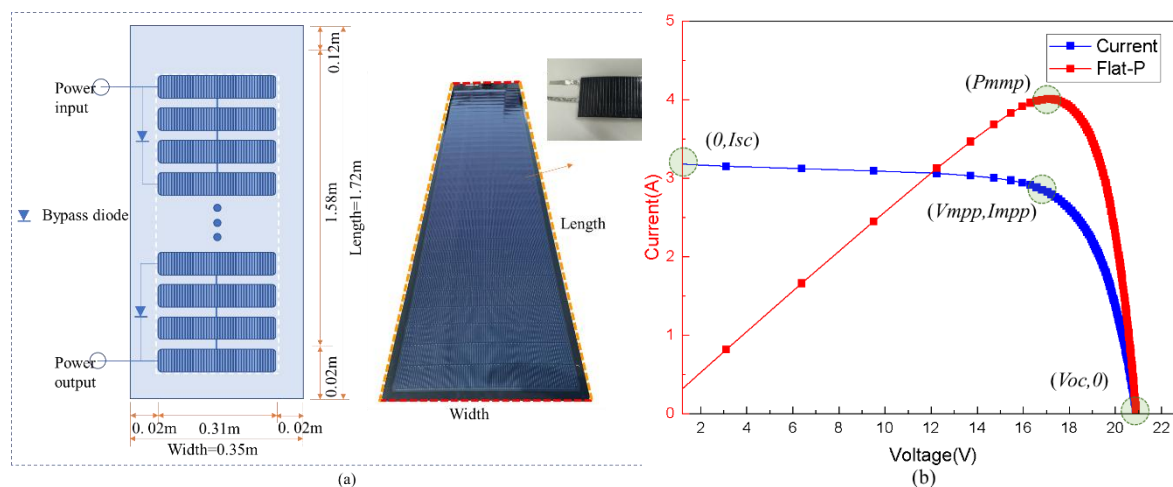 Power
input
Bypass diode
Power
output
0.12m
1.58m
Length=1.72m
0.02m
0. 02m
0.31m
0. 02m
Width=0.35m
Length
Width
(a)
Current
Flat-P
(Pmmp)
(0,Isc)
(Vmpp,Impp)
(Voc,0)
Current(A)
5
4
3
2
1
0
2 4 6 8 10 12 14 16 18 20 22
Voltage(V)
(b)